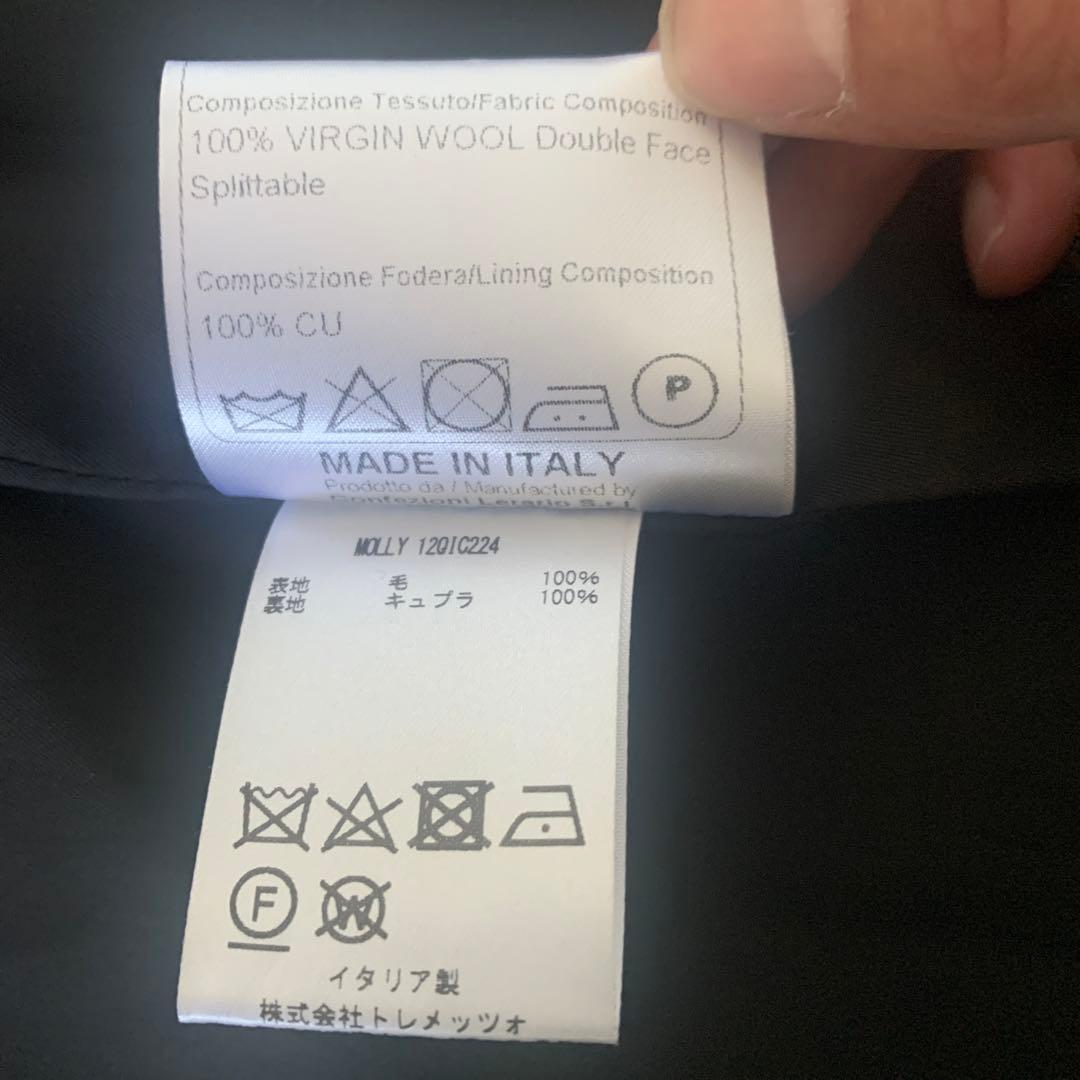 Composizione Tessuto/Fabric Composition
100% VIRGIN WOOL Double Face
Splittable
Composizione Fodera/Lining Composition
100% CU
P
MADE IN ITALY
Prodotto da / Manufactured by
Confezioni Lerario S.r.l
MOLLY 12QIC224
表地 毛 100%
裏地 キュプラ 100%
F W
イタリア製
株式会社トレメッツォ